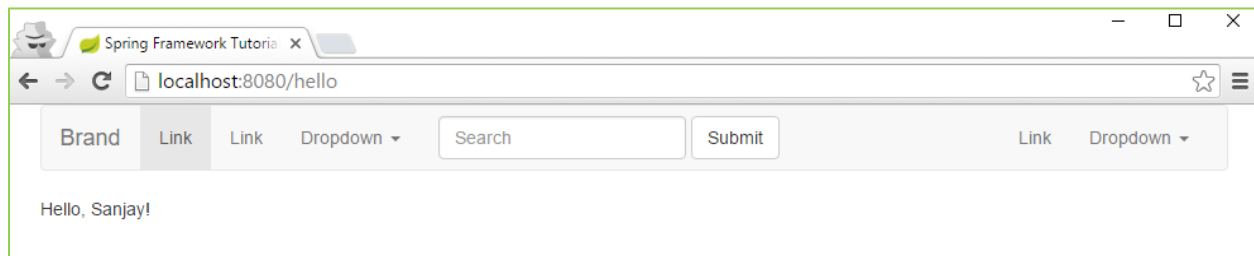 Spring Framework Tutoria
localhost:8080/hello
Brand Link Link Dropdown Search Submit Link Dropdown
Hello, Sanjay!